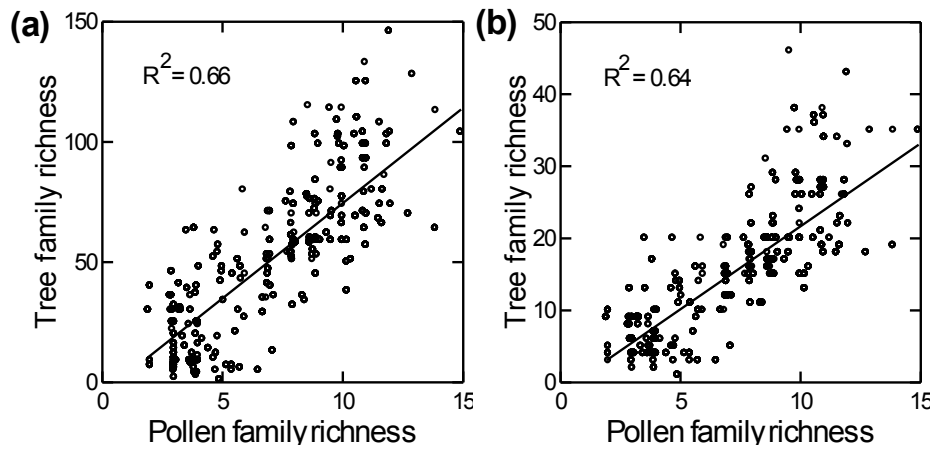 (a)
150
100
50
0
R2 = 0.66
Tree family richness
0
5
10
15
Pollen family richness
(b)
50
40
30
20
10
0
R2 = 0.64
Tree family richness
0
5
10
15
Pollen family richness